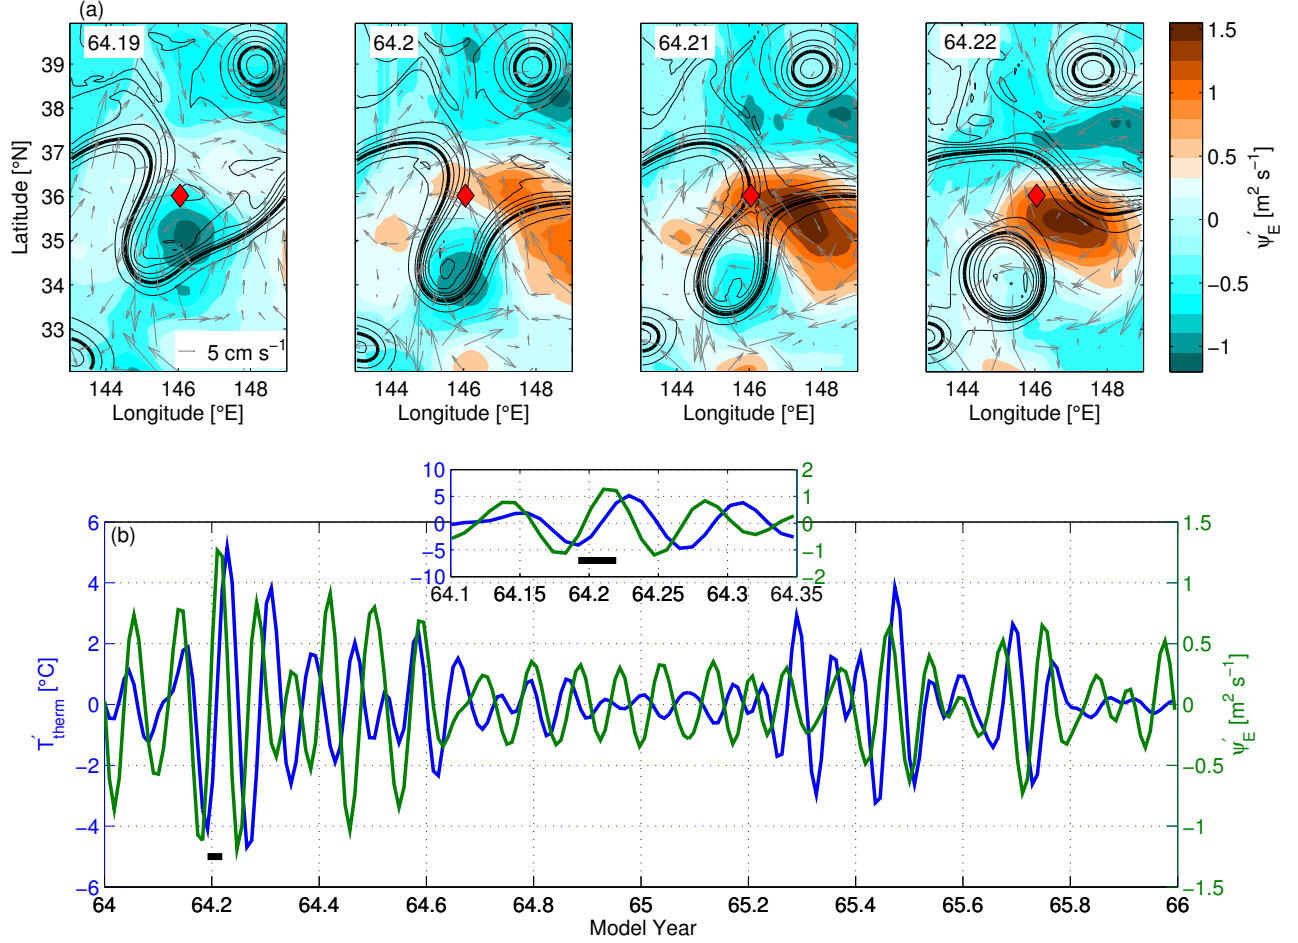 (a)
64.19
64.2
64.21
64.22
39
38
37
36
35
34
33
Latitude [°N]
5 cm s⁻¹
144 146 148
144 146 148
144 146 148
144 146 148
Longitude [°E]
Longitude [°E]
Longitude [°E]
Longitude [°E]
1.5
1
0.5
0
−0.5
−1
ψ′E [m² s⁻¹]
10
5
0
−5
−10
2
1
0
−1
−2
64.1 64.15 64.2 64.25 64.3 64.35
(b)
6
4
2
0
−2
−4
−6
T′therm [°C]
1.5
1
0.5
0
−0.5
−1
−1.5
ψ′E [m² s⁻¹]
64 64.2 64.4 64.6 64.8 65 65.2 65.4 65.6 65.8 66
Model Year